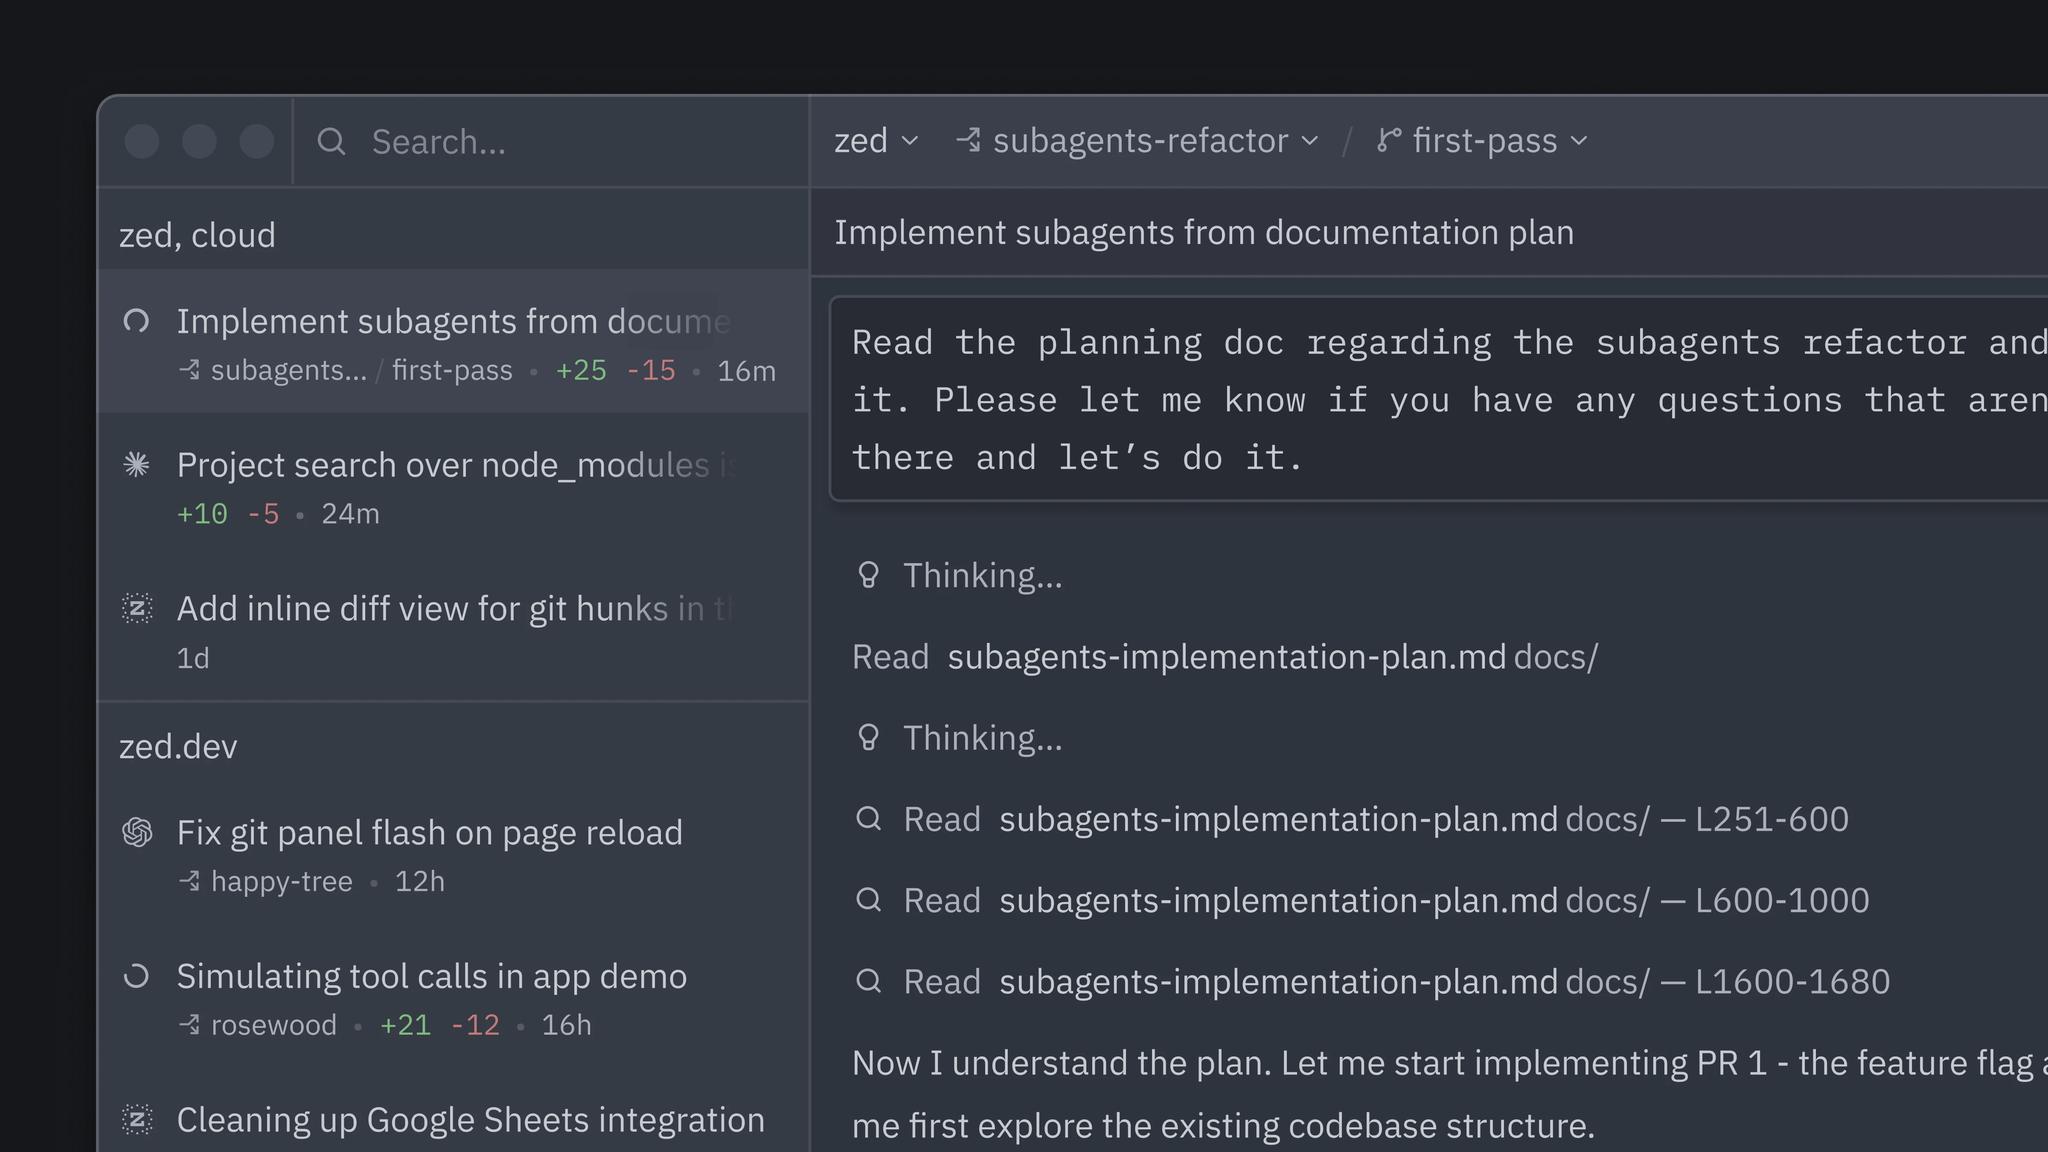 Search...
zed subagents-refactor / first-pass
zed, cloud
Implement subagents from docume
subagents... / first-pass • +25 -15 • 16m
Project search over node_modules is
+10 -5 • 24m
Add inline diff view for git hunks in th
1d
zed.dev
Fix git panel flash on page reload
happy-tree • 12h
Simulating tool calls in app demo
rosewood • +21 -12 • 16h
Cleaning up Google Sheets integration
Implement subagents from documentation plan
Read the planning doc regarding the subagents refactor and
it. Please let me know if you have any questions that aren
there and let’s do it.
Thinking...
Read subagents-implementation-plan.md docs/
Thinking...
Read subagents-implementation-plan.md docs/ — L251-600
Read subagents-implementation-plan.md docs/ — L600-1000
Read subagents-implementation-plan.md docs/ — L1600-1680
Now I understand the plan. Let me start implementing PR 1 - the feature flag
me first explore the existing codebase structure.